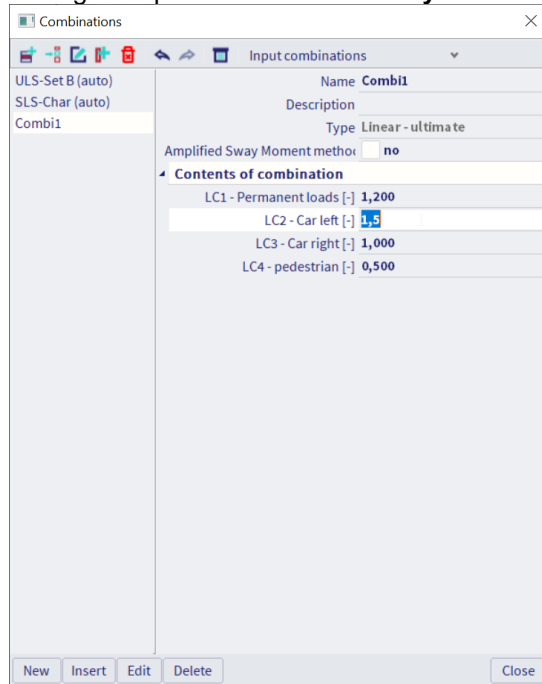 Combinations
Input combinations
ULS-Set B (auto)
SLS-Char (auto)
Combi1
Name Combi1
Description
Type Linear - ultimate
Amplified Sway Moment metho no
Contents of combination
LC1 - Permanent loads [-] 1,200
LC2 - Car left [-] 1,5
LC3 - Car right [-] 1,000
LC4 - pedestrian [-] 0,500
New Insert Edit Delete Close